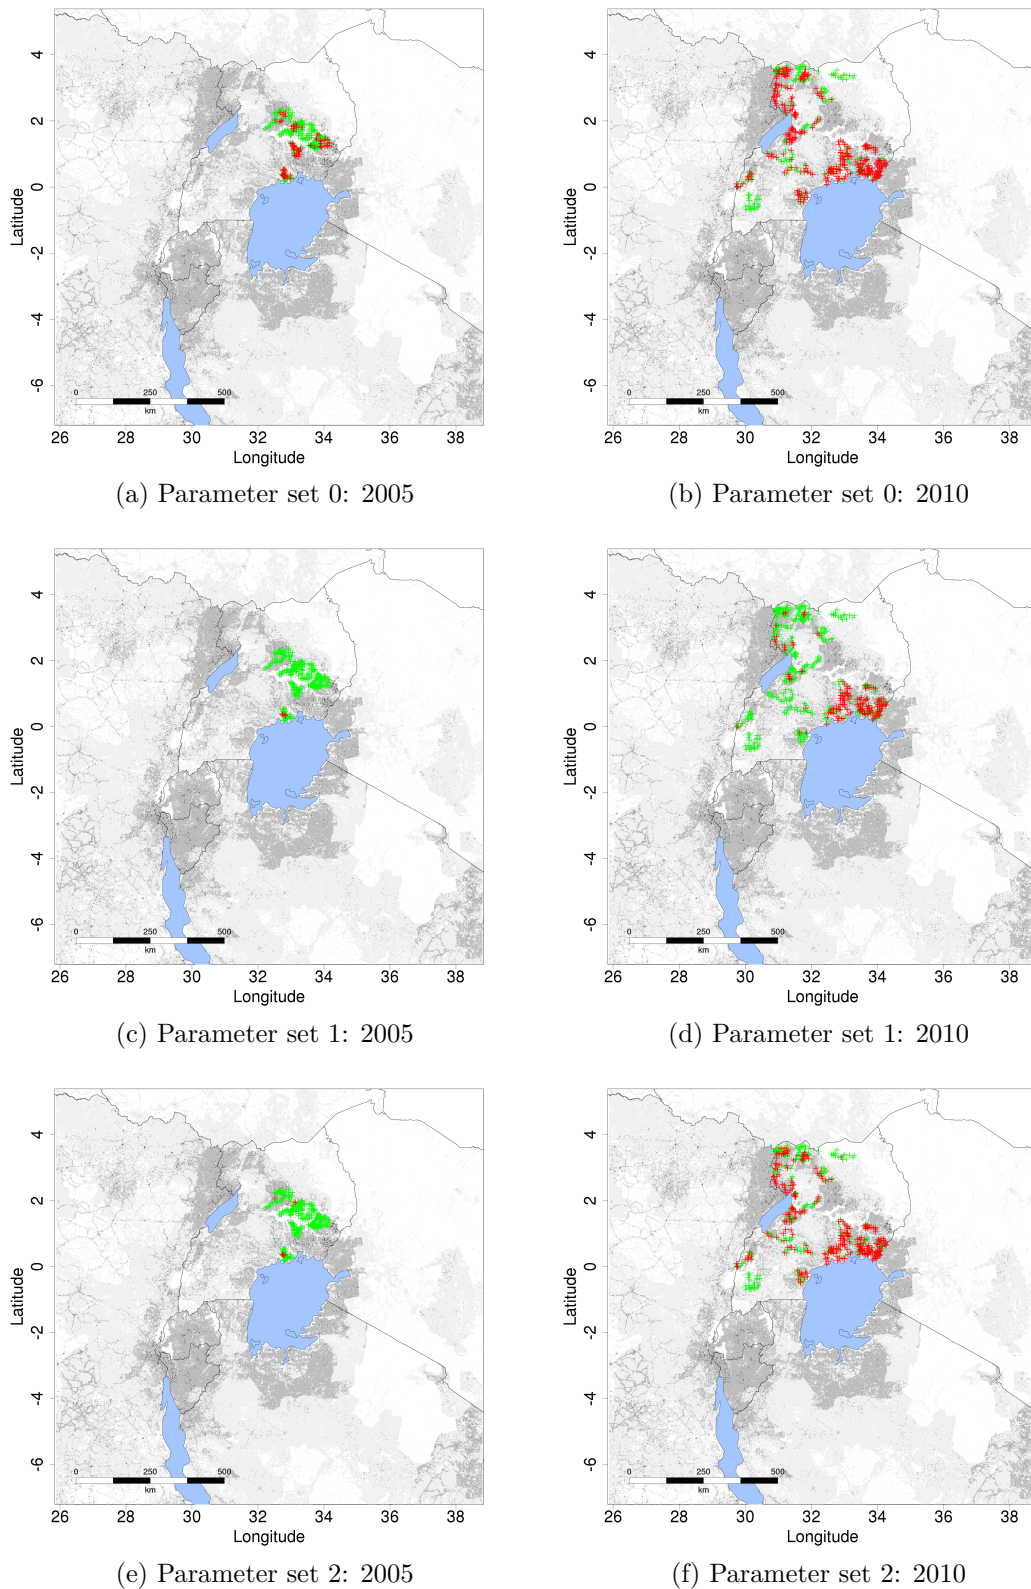 4
2
0
-2
-4
-6
Latitude
0 250 500
km
26 28 30 32 34 36 38
Longitude
(a) Parameter set 0: 2005
4
2
0
-2
-4
-6
Latitude
0 250 500
km
26 28 30 32 34 36 38
Longitude
(b) Parameter set 0: 2010
4
2
0
-2
-4
-6
Latitude
0 250 500
km
26 28 30 32 34 36 38
Longitude
(c) Parameter set 1: 2005
4
2
0
-2
-4
-6
Latitude
0 250 500
km
26 28 30 32 34 36 38
Longitude
(d) Parameter set 1: 2010
4
2
0
-2
-4
-6
Latitude
0 250 500
km
26 28 30 32 34 36 38
Longitude
(e) Parameter set 2: 2005
4
2
0
-2
-4
-6
Latitude
0 250 500
km
26 28 30 32 34 36 38
Longitude
(f) Parameter set 2: 2010